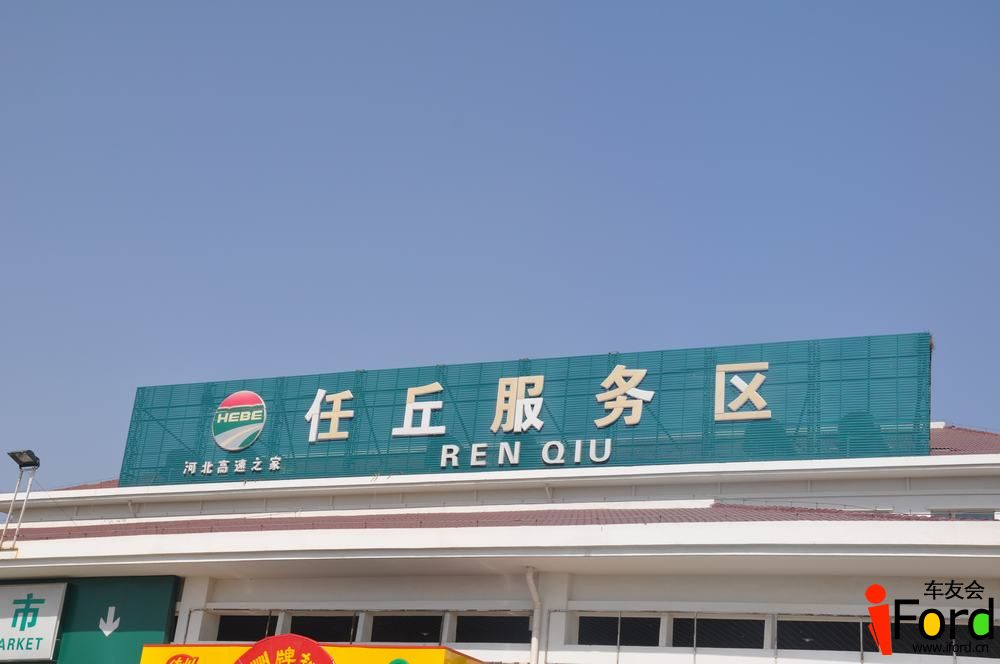 任丘服务区
REN QIU
HEBE
河北高速之家
市
ARKET
牌
车友会
iFord
www.iford.cn